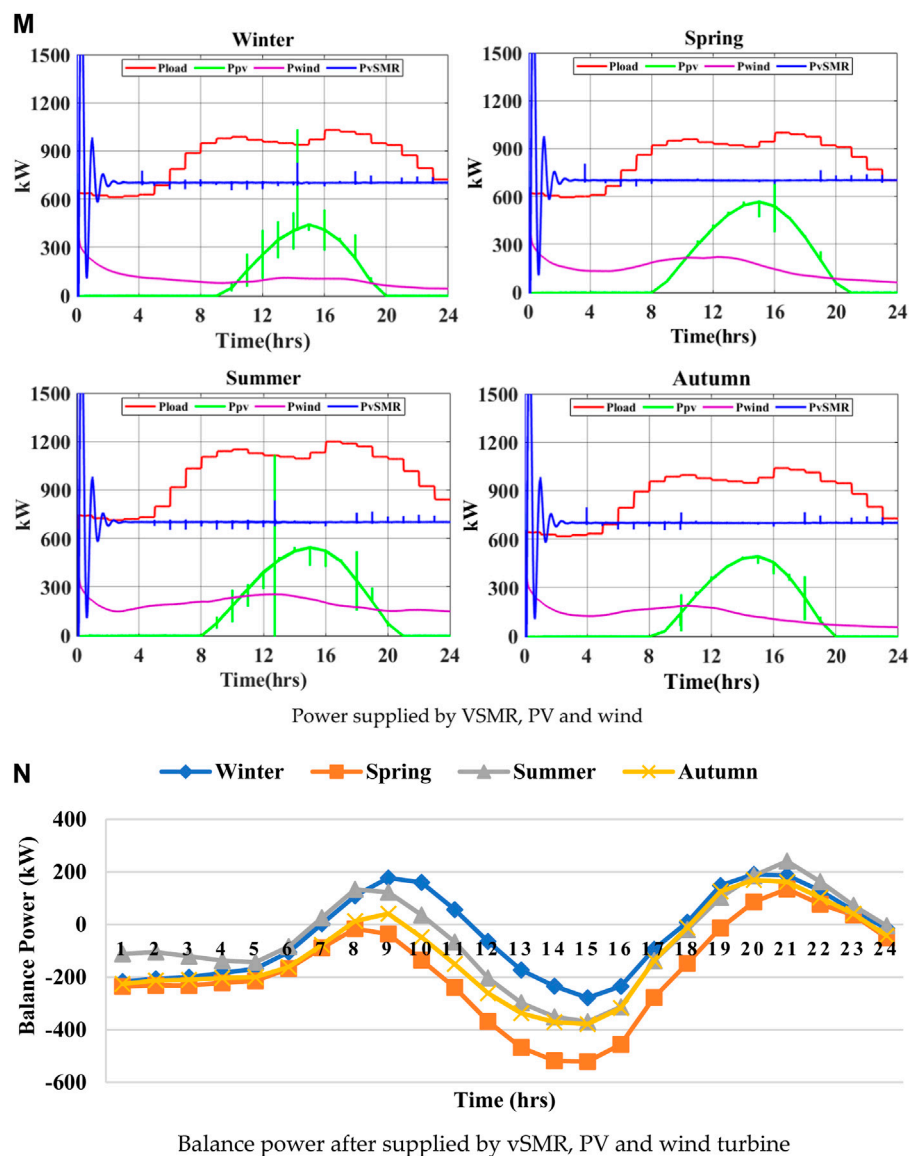 M
Winter
Pload Ppv Pwind PvSMR
1500
1200
900
600
300
0
kW
0 4 8 12 16 20 24
Time(hrs)
Spring
Pload Ppv Pwind PvSMR
1500
1200
900
600
300
0
kW
0 4 8 12 16 20 24
Time(hrs)
Summer
Pload Ppv Pwind PvSMR
1500
1200
900
600
300
0
kW
0 4 8 12 16 20 24
Time(hrs)
Autumn
Pload Ppv Pwind PvSMR
1500
1200
900
600
300
0
kW
0 4 8 12 16 20 24
Time(hrs)
Power supplied by VSMR, PV and wind
N
Winter Spring Summer Autumn
400
200
0
-200
-400
-600
Balance Power (kW)
1 2 3 4 5 6 7 8 9 10 11 12 13 14 15 16 17 18 19 20 21 22 23 24
Time (hrs)
Balance power after supplied by vSMR, PV and wind turbine